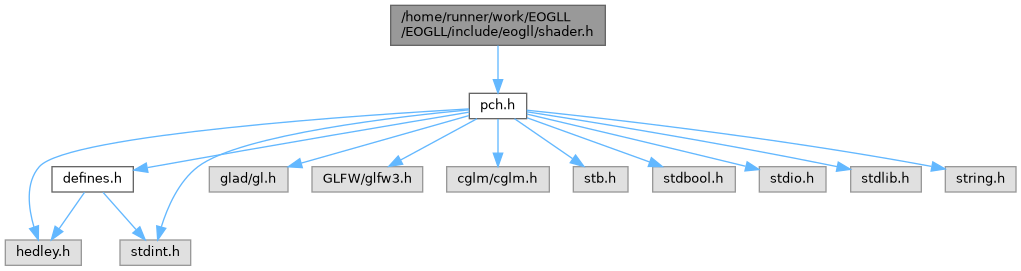 /home/runner/work/EOGLL
/EOGLL/include/eogll/shader.h
pch.h
defines.h
glad/gl.h
GLFW/glfw3.h
cglm/cglm.h
stb.h
stdbool.h
stdio.h
stdlib.h
string.h
hedley.h
stdint.h